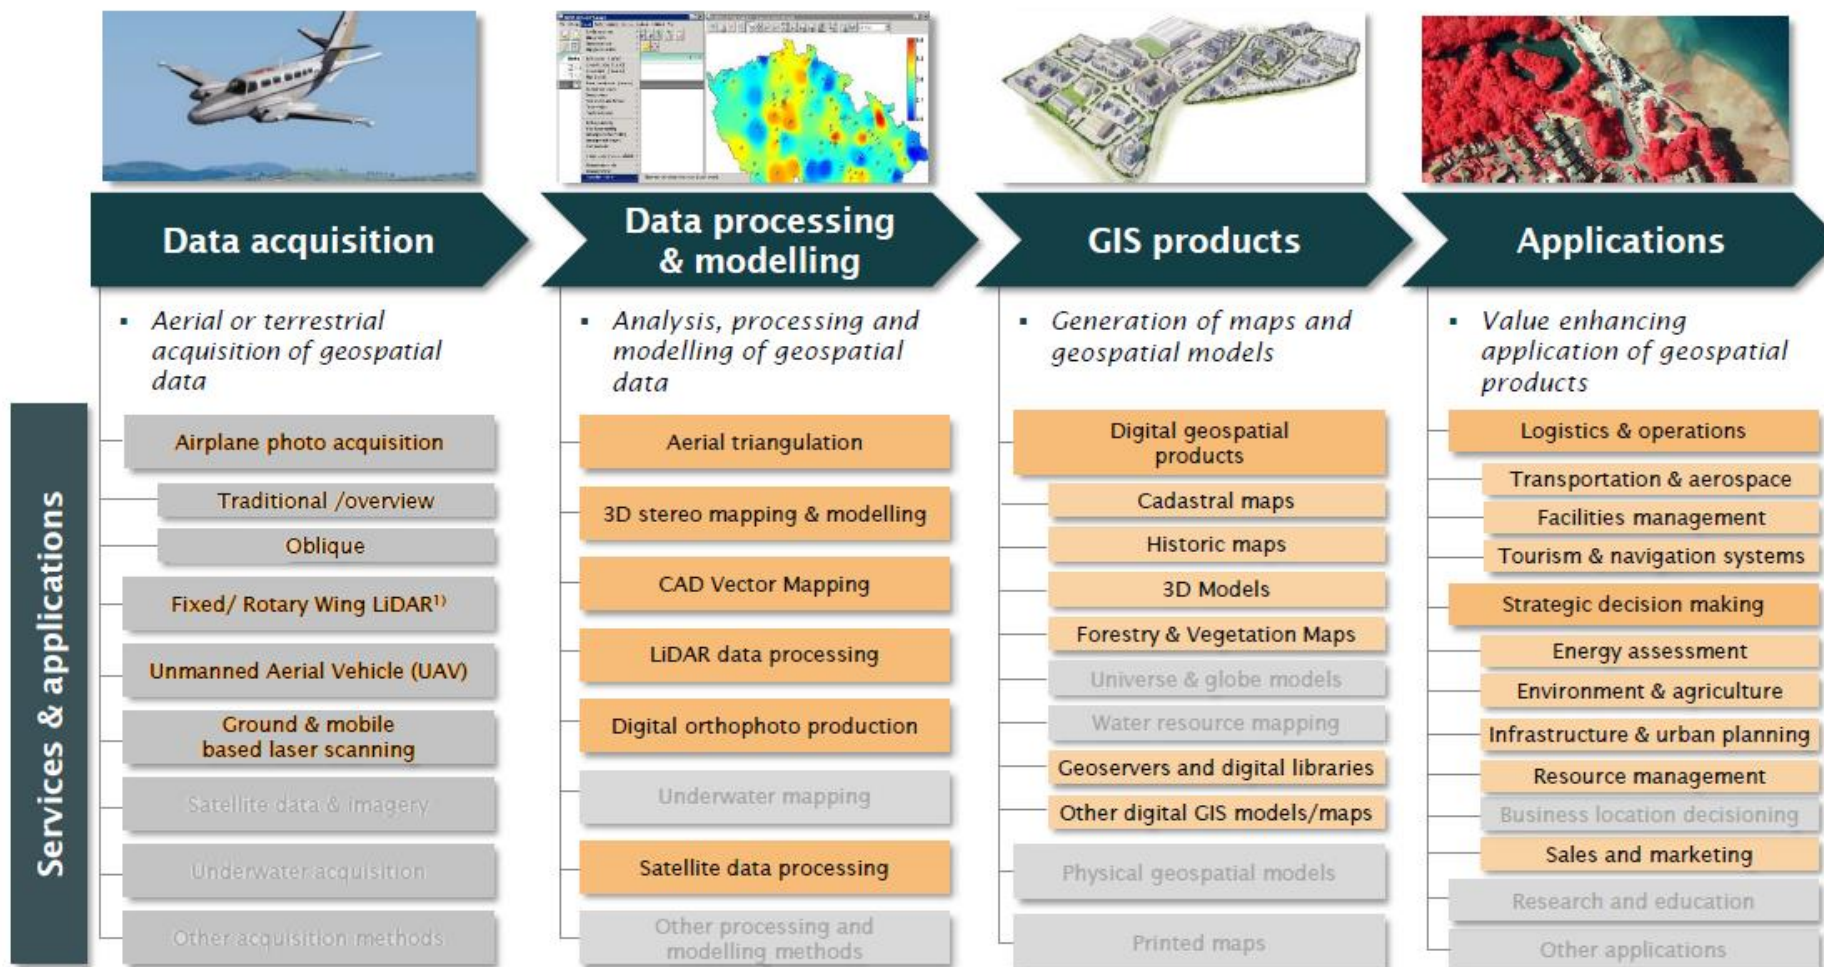 Data acquisition
Data processing
& modelling
GIS products
Applications
Services & applications
▪ Aerial or terrestrial
acquisition of geospatial
data
Airplane photo acquisition
Traditional /overview
Oblique
Fixed/ Rotary Wing LiDAR¹⁾
Unmanned Aerial Vehicle (UAV)
Ground & mobile
based laser scanning
Satellite data & imagery
Underwater acquisition
Other acquisition methods
▪ Analysis, processing and
modelling of geospatial
data
Aerial triangulation
3D stereo mapping & modelling
CAD Vector Mapping
LiDAR data processing
Digital orthophoto production
Underwater mapping
Satellite data processing
Other processing and
modelling methods
▪ Generation of maps and
geospatial models
Digital geospatial
products
Cadastral maps
Historic maps
3D Models
Forestry & Vegetation Maps
Universe & globe models
Water resource mapping
Geoservers and digital libraries
Other digital GIS models/maps
Physical geospatial models
Printed maps
▪ Value enhancing
application of geospatial
products
Logistics & operations
Transportation & aerospace
Facilities management
Tourism & navigation systems
Strategic decision making
Energy assessment
Environment & agriculture
Infrastructure & urban planning
Resource management
Business location decisioning
Sales and marketing
Research and education
Other applications